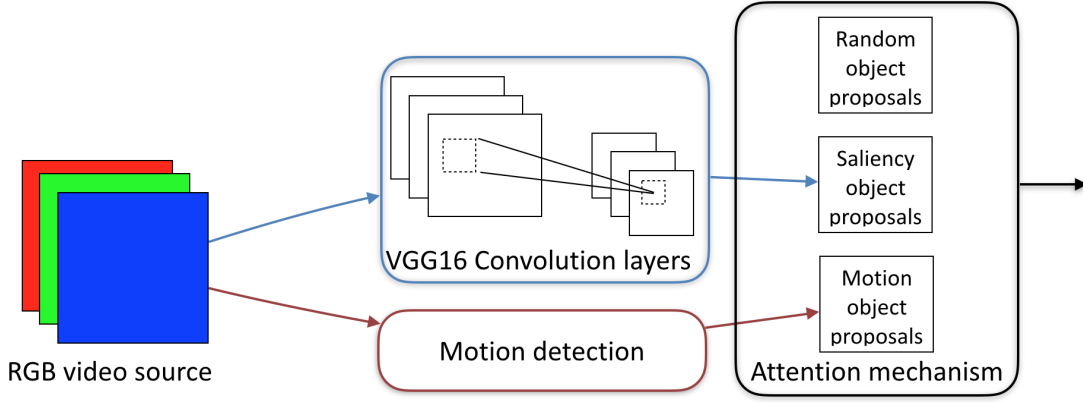 RGB video source
VGG16 Convolution layers
Motion detection
Random
object
proposals
Saliency
object
proposals
Motion
object
proposals
Attention mechanism